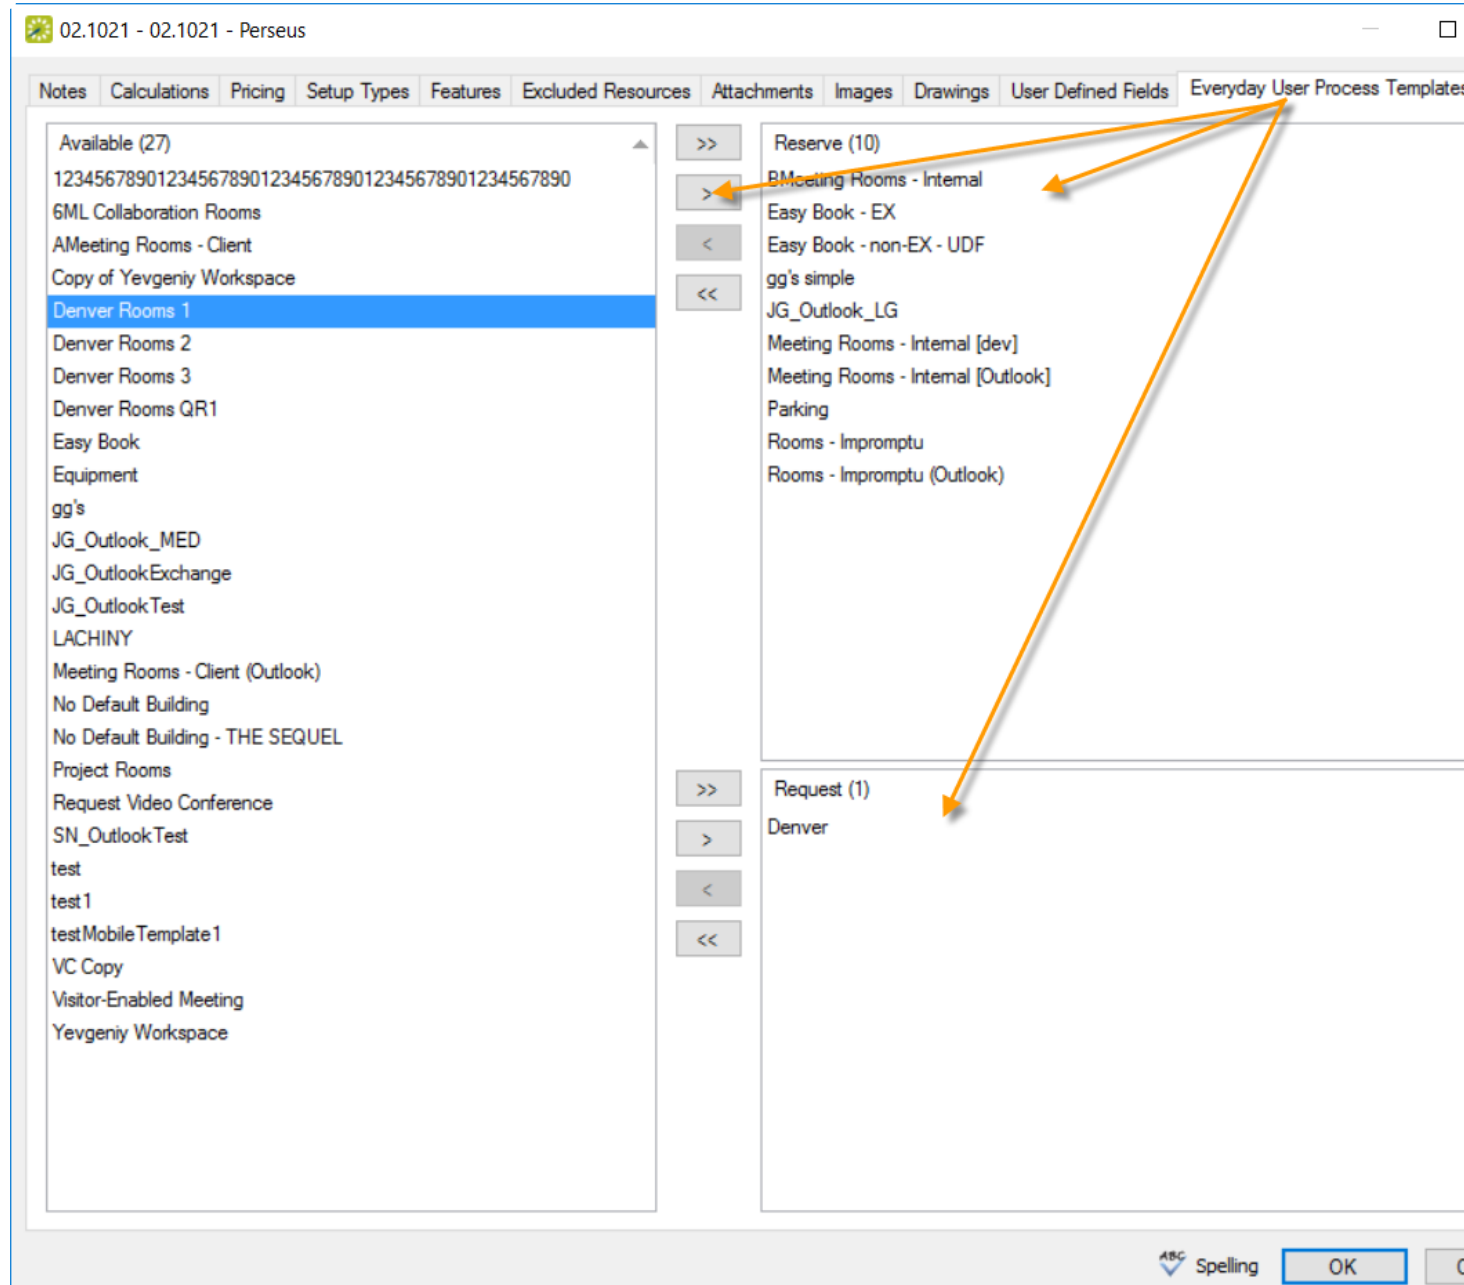 02.1021 - 02.1021 - Perseus
Notes Calculations Pricing Setup Types Features Excluded Resources Attachments Images Drawings User Defined Fields Everyday User Process Templates
Available (27)
12345678901234567890123456789012345678901234567890
6ML Collaboration Rooms
AMeeting Rooms - Client
Copy of Yevgeniy Workspace
Denver Rooms 1
Denver Rooms 2
Denver Rooms 3
Denver Rooms QR1
Easy Book
Equipment
gg's
JG_Outlook_MED
JG_OutlookExchange
JG_OutlookTest
LACHINY
Meeting Rooms - Client (Outlook)
No Default Building
No Default Building - THE SEQUEL
Project Rooms
Request Video Conference
SN_OutlookTest
test
test1
testMobileTemplate1
VC Copy
Visitor-Enabled Meeting
Yevgeniy Workspace
>>
>
<
<<
Reserve (10)
BMeeting Rooms - Internal
Easy Book - EX
Easy Book - non-EX - UDF
gg's simple
JG_Outlook_LG
Meeting Rooms - Internal [dev]
Meeting Rooms - Internal [Outlook]
Parking
Rooms - Impromptu
Rooms - Impromptu (Outlook)
>>
>
<
<<
Request (1)
Denver
ABC Spelling
OK